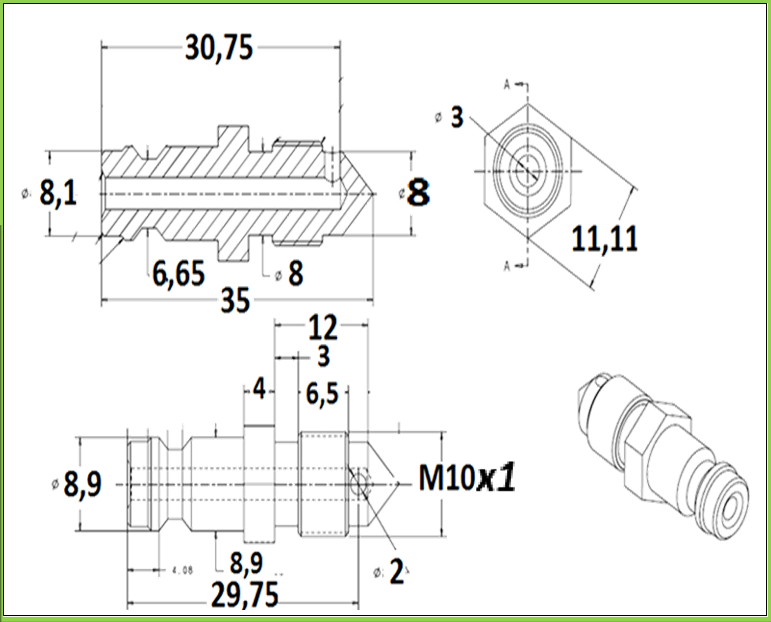 30,75
A
ø 3
ø 8,1
ø 8
11,11
6,65
ø 8
A
35
12
3
4
6,5
ø 8,9
M10x1
8,9
4.08
ø 2
29,75